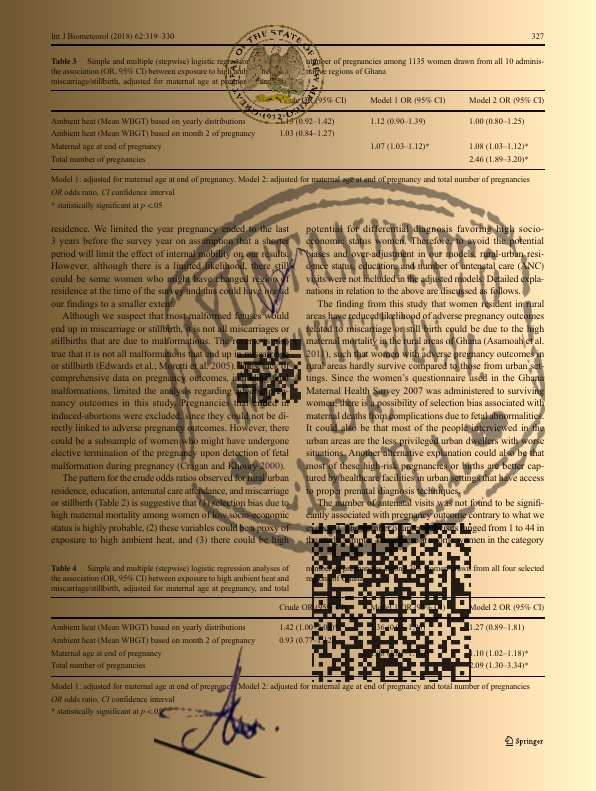 Int J Biometeorol (2018) 62:319–330
327
Table 3 Simple and multiple (stepwise) logistic regression
the association (OR, 95% CI) between exposure to high
miscarriage/stillbirth, adjusted for maternal age at
number of pregnancies among 1135 women drawn from all 10 adminis-
trative regions of Ghana
OR (95% CI) Model 1 OR (95% CI) Model 2 OR (95% CI)
Ambient heat (Mean WBGT) based on yearly distributions (0.92–1.42) 1.12 (0.90–1.39) 1.00 (0.80–1.25)
Ambient heat (Mean WBGT) based on month 2 of pregnancy 1.03 (0.84–1.27)
Maternal age at end of pregnancy 1.07 (1.03–1.12)* 1.08 (1.03–1.12)*
Total number of pregnancies 2.46 (1.89–3.20)*
Model 1: adjusted for maternal age at end of pregnancy. Model 2: adjusted for maternal age at end of pregnancy and total number of pregnancies
OR odds ratio, CI confidence interval
* statistically significant at p <.05
residence. We limited the year pregnancy ended to the last
3 years before the survey year on assumption that a shorter
period will limit the effect of internal mobility on our results.
However, although there is a limited likelihood, there still
could be some women who might have changed region of
residence at the time of the survey and this could have
our findings to a smaller extent.
Although we suspect that most malformed fetuses would
end up in miscarriage or stillbirth, it is not all miscarriages or
stillbirths that are due to malformation. The
true that it is not all malformations that end up in miscarriage
or stillbirth (Edwards et al.; Moretti et al. 2005).
comprehensive data on pregnancy outcomes,
malformations, limited the analysis regarding
nancy outcomes in this study. Pregnancies that ended in
induced-abortions were excluded, since they could not be di-
rectly linked to adverse pregnancy outcomes. However, there
could be a subsample of women who might have undergone
elective termination of the pregnancy upon detection of fetal
malformation during pregnancy (Cragan and Khoury 2000).
The pattern for the crude odds ratios observed for rural urban
residence, education, antenatal care attendance, and miscarriage
or stillbirth (Table 2) is suggestive that (1) selection bias due to
high maternal mortality among women of low socio-economic
status is highly probable, (2) these variables could be a proxy of
exposure to high ambient heat, and (3) there could be high
potential for differential diagnosis favoring high socio-
economic status women. Therefore, to avoid the potential
biases and over-adjustment in our models, rural-urban resi-
dence status, education, and number of antenatal care (ANC)
visits were not included in the adjusted models. Detailed expla-
nations in relation to the above are discussed as follows.
The finding from this study that women resident in rural
areas have reduced likelihood of adverse pregnancy outcomes
related to miscarriage or still birth could be due to the high
maternal mortality in the rural areas of Ghana (Asamoah et al.
2011), such that women with adverse pregnancy outcomes in
rural areas hardly survive compared to those from urban set-
tings. Since the women's questionnaire used in the Ghana
Maternal Health Survey 2007 was administered to surviving
women, there is a possibility of selection bias associated with
maternal deaths from complications due to fetal abnormalities.
It could also be that most of the people interviewed in the
urban areas are the less privileged urban dwellers with worse
situations. Another alternative explanation could also be that
most of these high-risk pregnancies or births are better cap-
tured by healthcare facilities in urban settings that have access
to proper prenatal diagnosis techniques.
The number of antenatal visits was not found to be signifi-
cantly associated with pregnancy outcome contrary to what we
ranged from 1 to 44 in
women in the category
Table 4 Simple and multiple (stepwise) logistic regression analyses of
the association (OR, 95% CI) between exposure to high ambient heat and
miscarriage/stillbirth, adjusted for maternal age at pregnancy, and total
number of women drawn from all four selected
Crude OR (95% CI) Model 2 OR (95% CI)
Ambient heat (Mean WBGT) based on yearly distributions 1.42 (1.00 1.27 (0.89–1.81)
Ambient heat (Mean WBGT) based on month 2 of pregnancy 0.93
Maternal age at end of pregnancy 1.10 (1.02–1.18)*
Total number of pregnancies 2.09 (1.30–3.34)*
Model 1: adjusted for maternal age at end of pregnancy. Model 2: adjusted for maternal age at end of pregnancy and total number of pregnancies
OR odds ratio, CI confidence interval
* statistically significant at p <.05
Springer